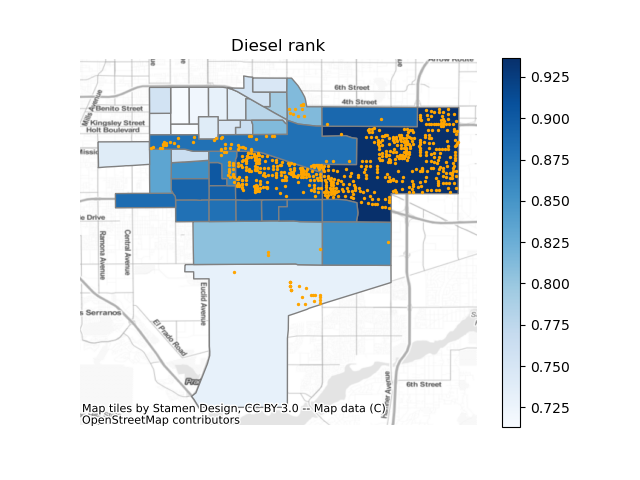 Diesel rank
Arrow Route
6th Street
4th Street
Mills Avenue
Benito Street
Kingsley Street
Holt Boulevard
e Drive
Ramona Avenue
Central Avenue
Euclid Avenue
s Serranos
El Prado Road
6th Street
Avenue
Map tiles by Stamen Design, CC BY 3.0 -- Map data (C)
OpenStreetMap contributors
0.925
0.900
0.875
0.850
0.825
0.800
0.775
0.750
0.725